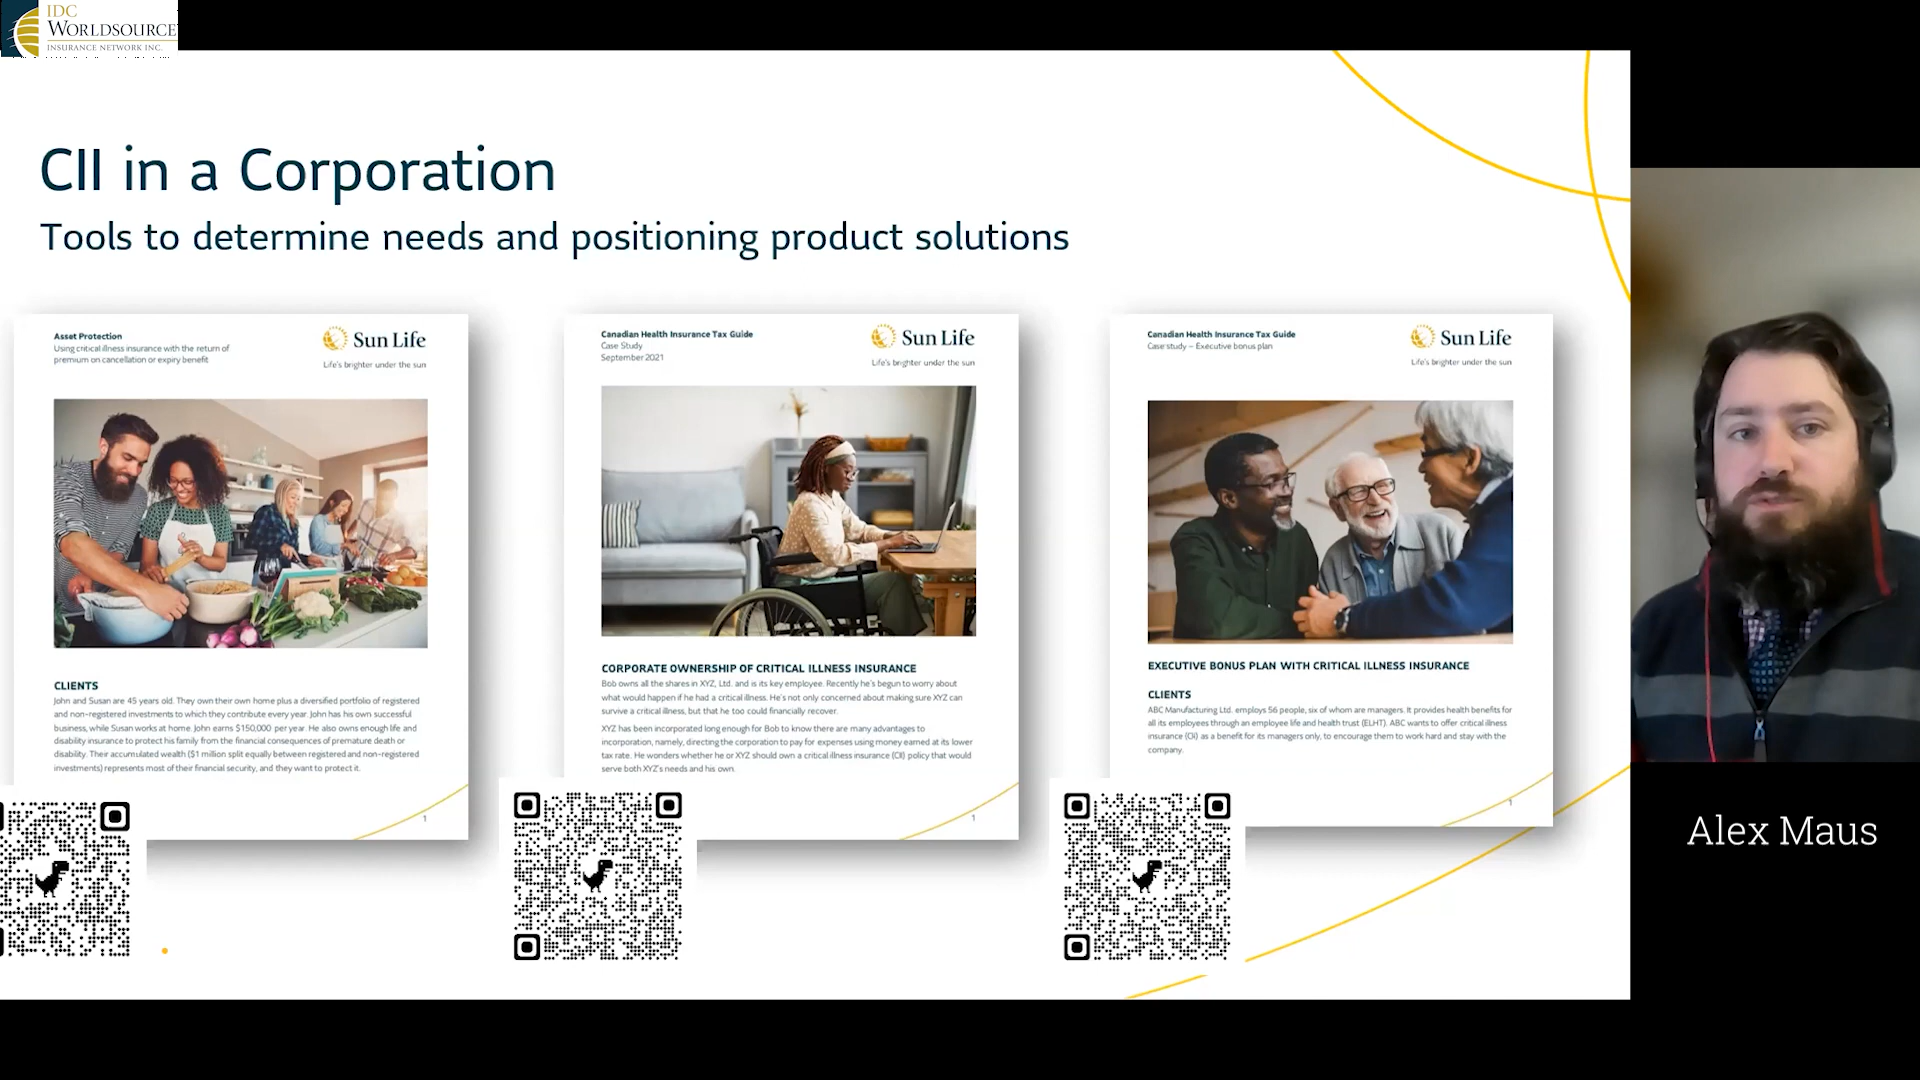 IDC
WORLDSOURCE
INSURANCE NETWORK INC.
CII in a Corporation
Tools to determine needs and positioning product solutions
Asset Protection
Using critical illness insurance with the return of
premium on cancellation or expiry benefit
Sun Life
Life's brighter under the sun
CLIENTS
John and Susan are 45 years old. They own their own home plus a diversified portfolio of registered
and non-registered investments to which they contribute every year. John has his own successful
business, while Susan works at home. John earns $150,000 per year. He also owns enough life and
disability insurance to protect his family from the financial consequences of premature death or
disability. Their accumulated wealth ($1 million split equally between registered and non-registered
investments) represents most of their financial security, and they want to protect it.
1
Canadian Health Insurance Tax Guide
Case Study
September 2021
Sun Life
Life's brighter under the sun
CORPORATE OWNERSHIP OF CRITICAL ILLNESS INSURANCE
Bob owns all the shares in XYZ, Ltd. and is its key employee. Recently he's begun to worry about
what would happen if he had a critical illness. He's not only concerned about making sure XYZ can
survive a critical illness, but that he too could financially recover.
XYZ has been incorporated long enough for Bob to know there are many advantages to
incorporation, namely, directing the corporation to pay for expenses using money earned at its lower
tax rate. He wonders whether he or XYZ should own a critical illness insurance (CII) policy that would
serve both XYZ's needs and his own.
1
Canadian Health Insurance Tax Guide
Case study – Executive bonus plan
Sun Life
Life's brighter under the sun
EXECUTIVE BONUS PLAN WITH CRITICAL ILLNESS INSURANCE
CLIENTS
ABC Manufacturing Ltd. employs 56 people, six of whom are managers. It provides health benefits for
all its employees through an employee life and health trust (ELHT). ABC wants to offer critical illness
insurance (CII) as a benefit for its managers only, to encourage them to work hard and stay with the
company.
1
Alex Maus